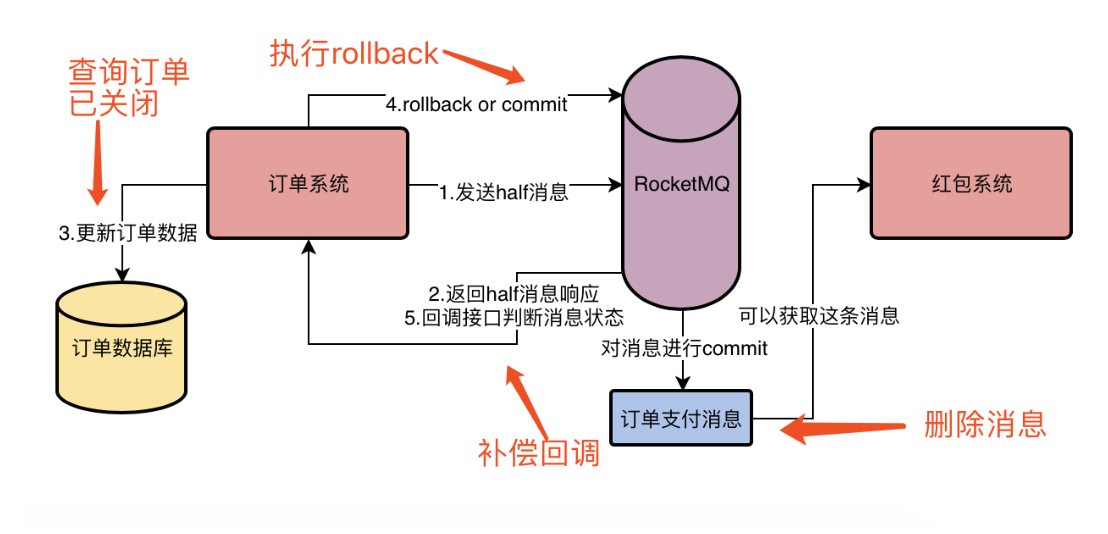 执行rollback
查询订单
已关闭
4.rollback or commit
订单系统
1.发送half消息
RocketMQ
红包系统
3.更新订单数据
2.返回half消息响应
5.回调接口判断消息状态
可以获取这条消息
订单数据库
对消息进行commit
订单支付消息
删除消息
补偿回调